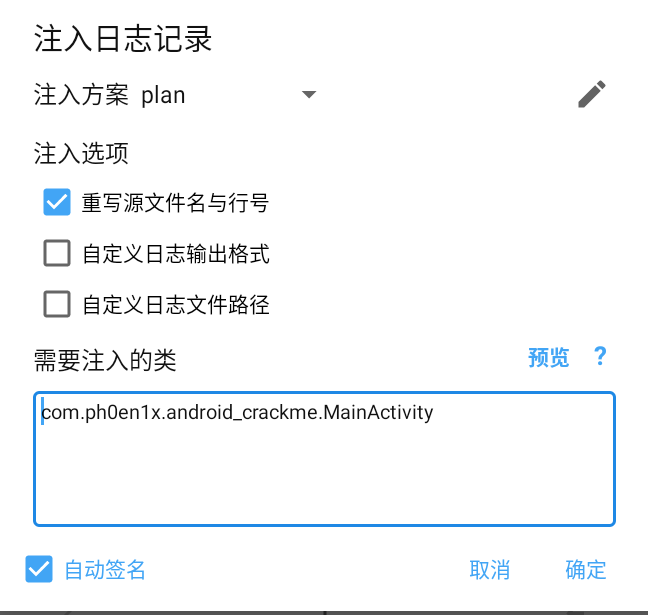 注入日志记录
注入方案 plan
注入选项
重写源文件名与行号
自定义日志输出格式
自定义日志文件路径
需要注入的类 预览 ?
com.ph0en1x.android_crackme.MainActivity
自动签名 取消 确定